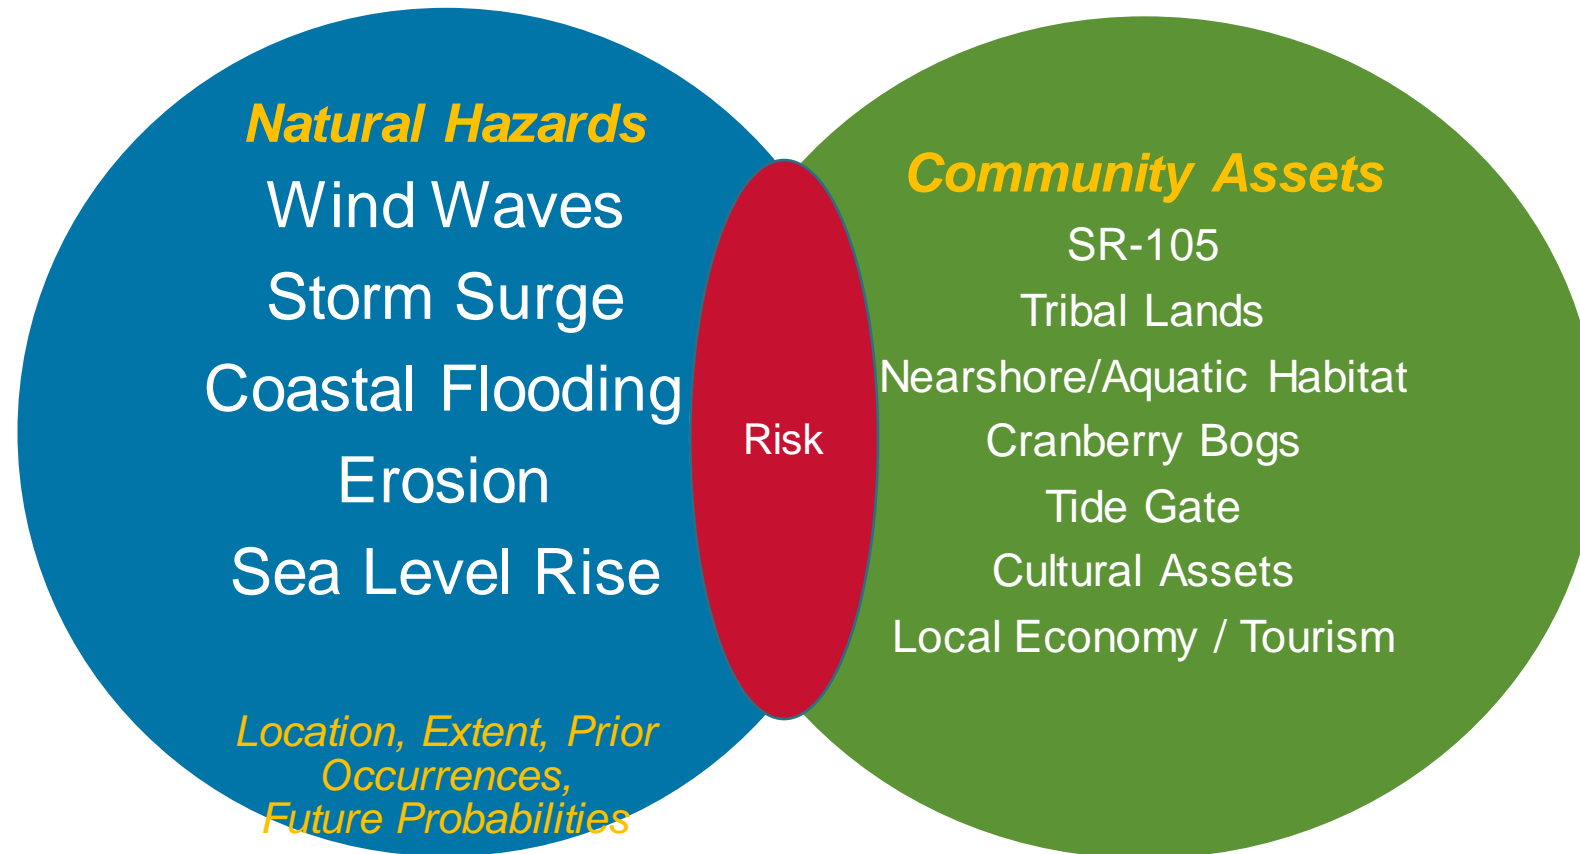 Natural Hazards
Wind Waves
Storm Surge
Coastal Flooding
Erosion
Sea Level Rise
Location, Extent, Prior
Occurrences,
Future Probabilities
Risk
Community Assets
SR-105
Tribal Lands
Nearshore/Aquatic Habitat
Cranberry Bogs
Tide Gate
Cultural Assets
Local Economy / Tourism